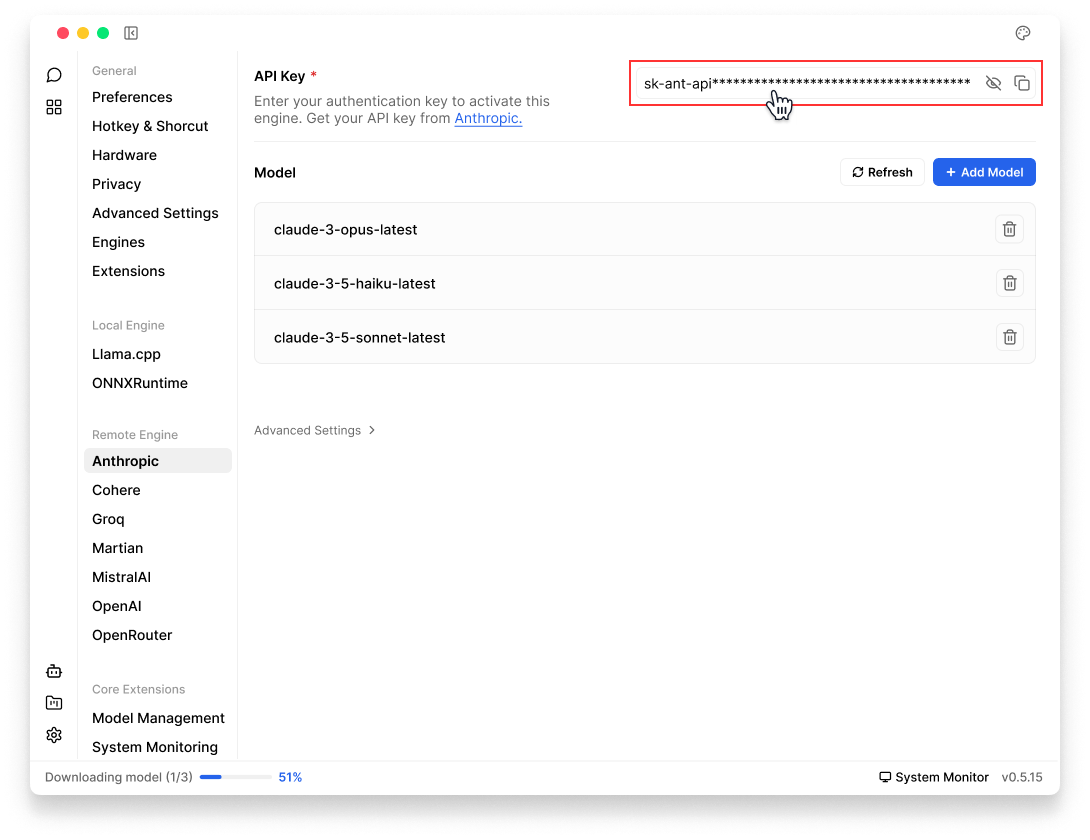 General
Preferences
Hotkey & Shorcut
Hardware
Privacy
Advanced Settings
Engines
Extensions
Local Engine
Llama.cpp
ONNXRuntime
Remote Engine
Anthropic
Cohere
Groq
Martian
MistralAI
OpenAI
OpenRouter
Core Extensions
Model Management
System Monitoring
API Key *
Enter your authentication key to activate this
engine. Get your API key from Anthropic.
sk-ant-api*************************************
Model
Refresh
+ Add Model
claude-3-opus-latest
claude-3-5-haiku-latest
claude-3-5-sonnet-latest
Advanced Settings >
Downloading model (1/3) 51%
System Monitor v0.5.15